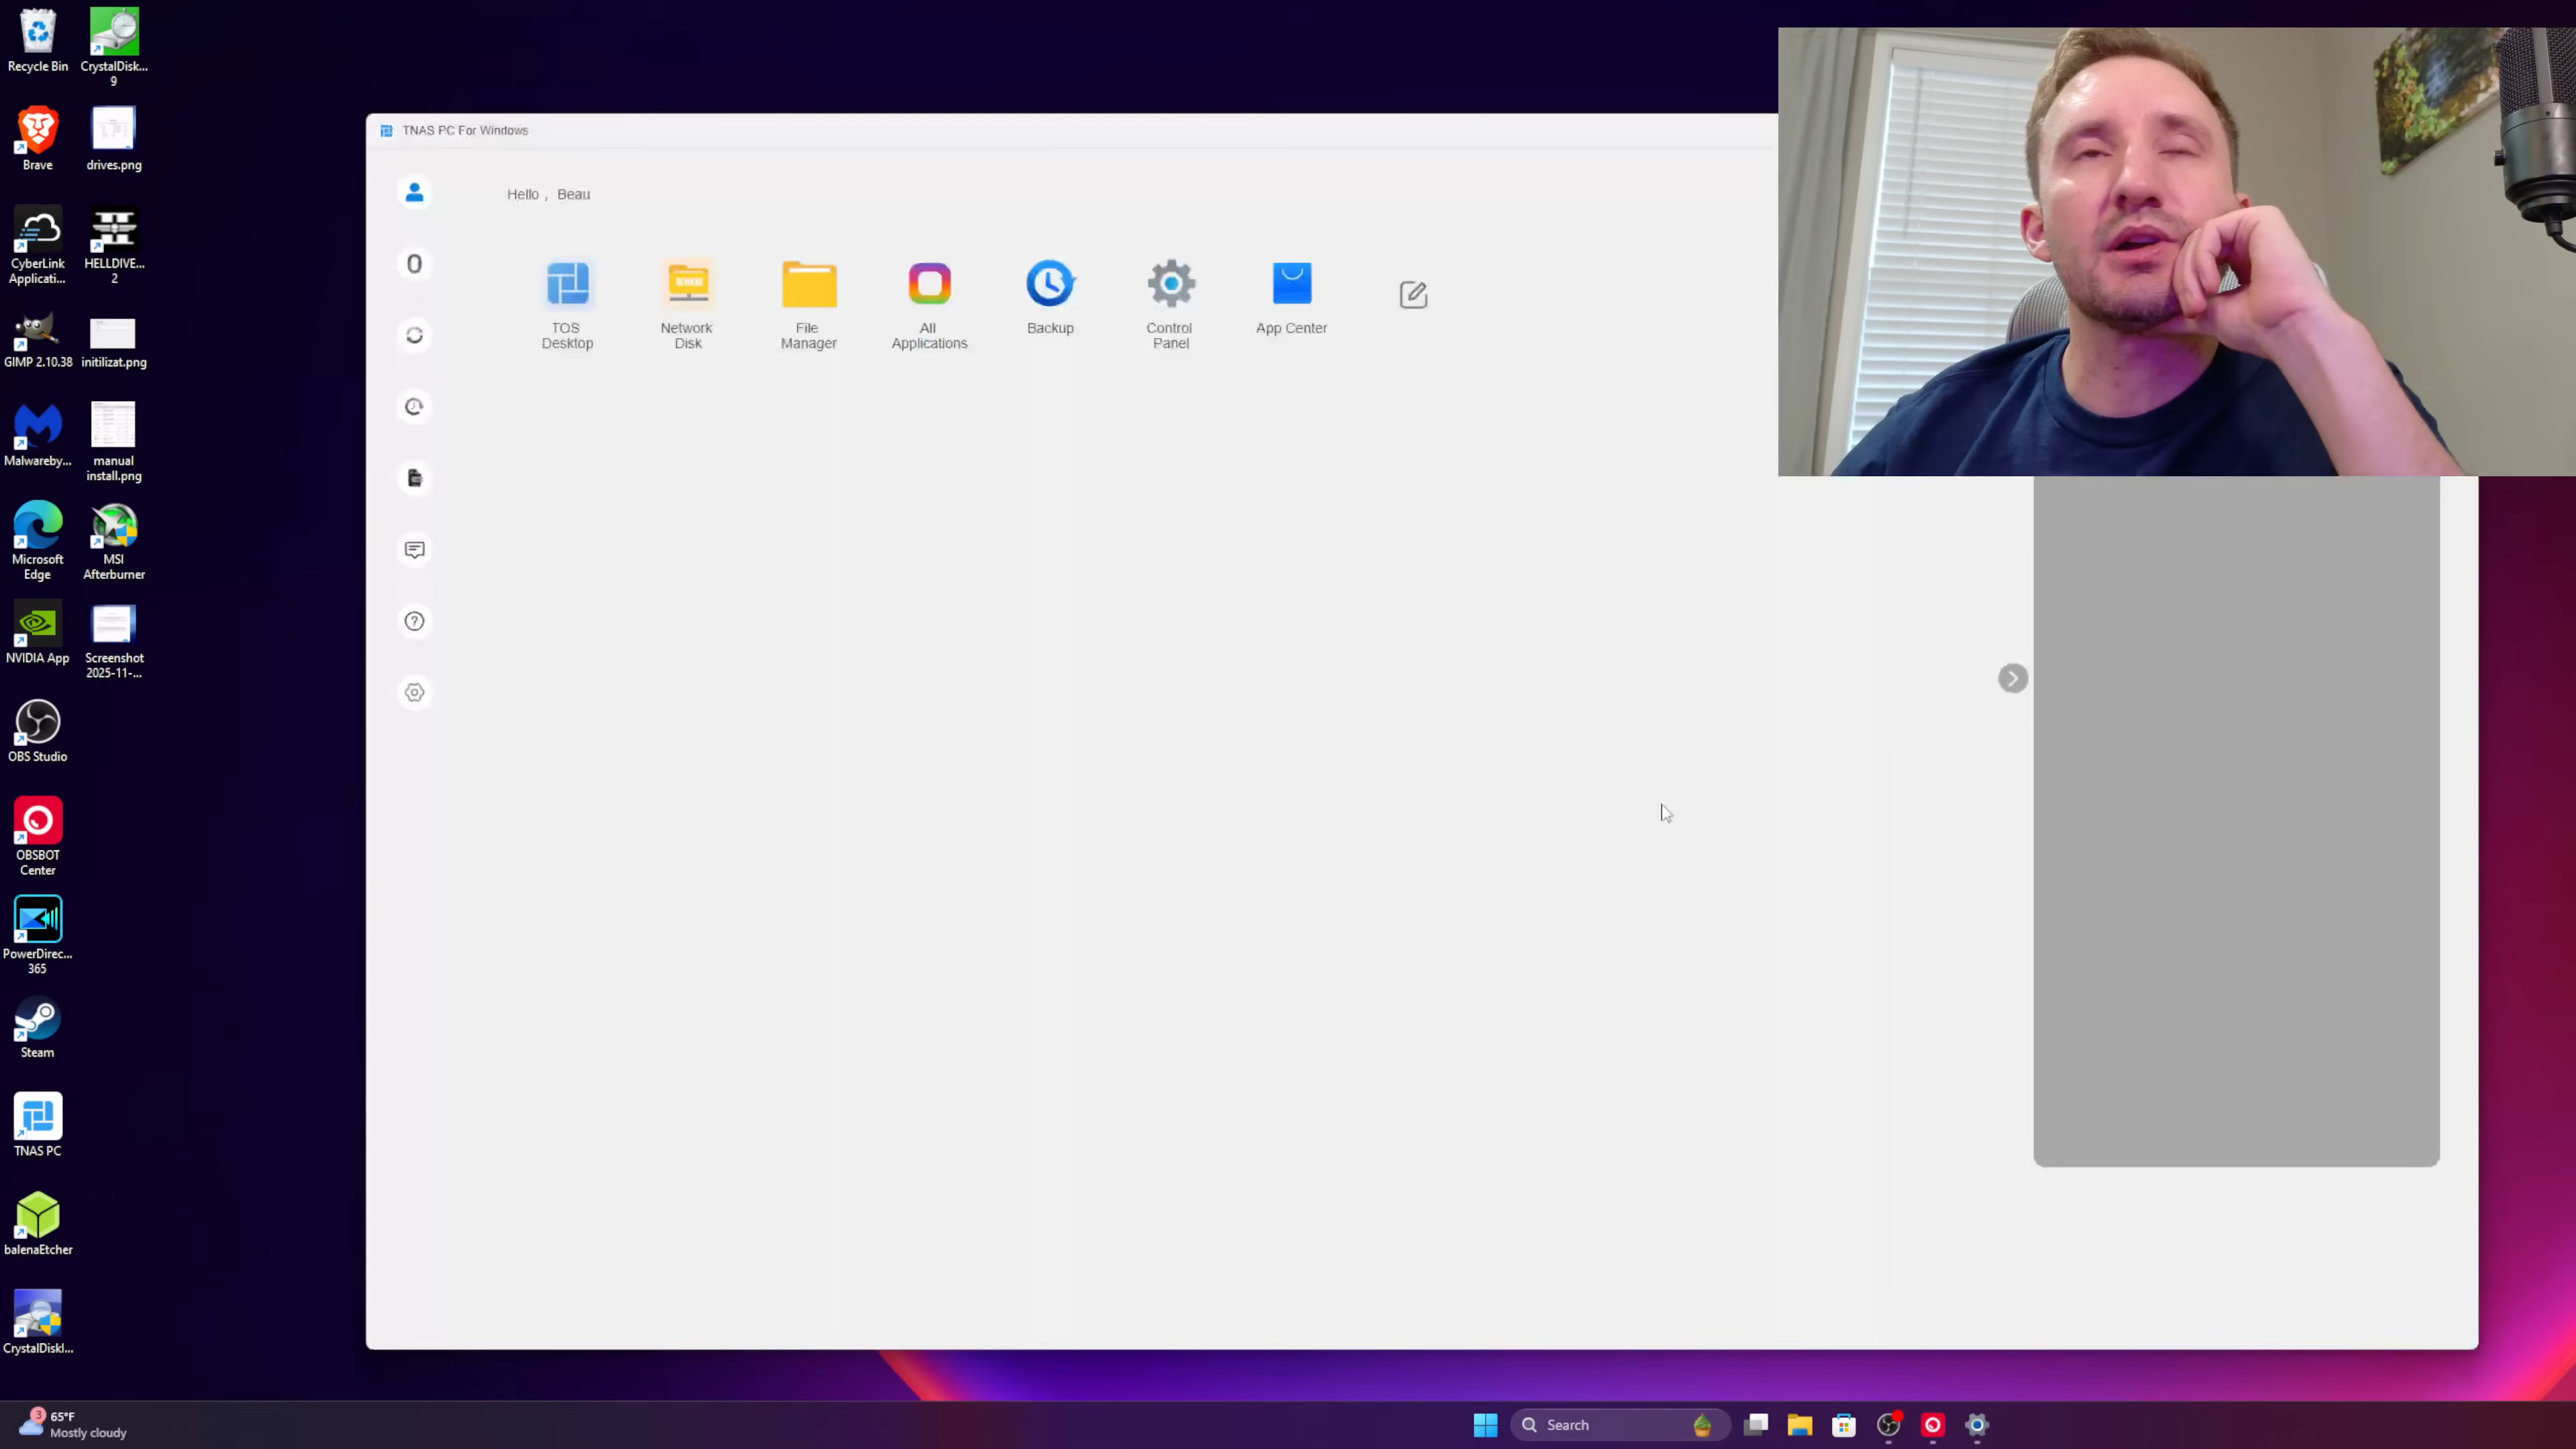 Recycle Bin
CrystalDisk...
9
Brave
drives.png
CyberLink
Applicati...
HELLDIVE...
2
GIMP 2.10.38
initilizat.png
Malwareby...
manual
install.png
Microsoft
Edge
MSI
Afterburner
NVIDIA App
Screenshot
2025-11-...
OBS Studio
OBSBOT
Center
PowerDirec...
365
Steam
TNAS PC
balenaEtcher
CrystalDiskI...
TNAS PC For Windows
Hello , Beau
0
TOS
Desktop
SMB
Network
Disk
File
Manager
All
Applications
Backup
Control
Panel
App Center
3
65°F
Mostly cloudy
Search